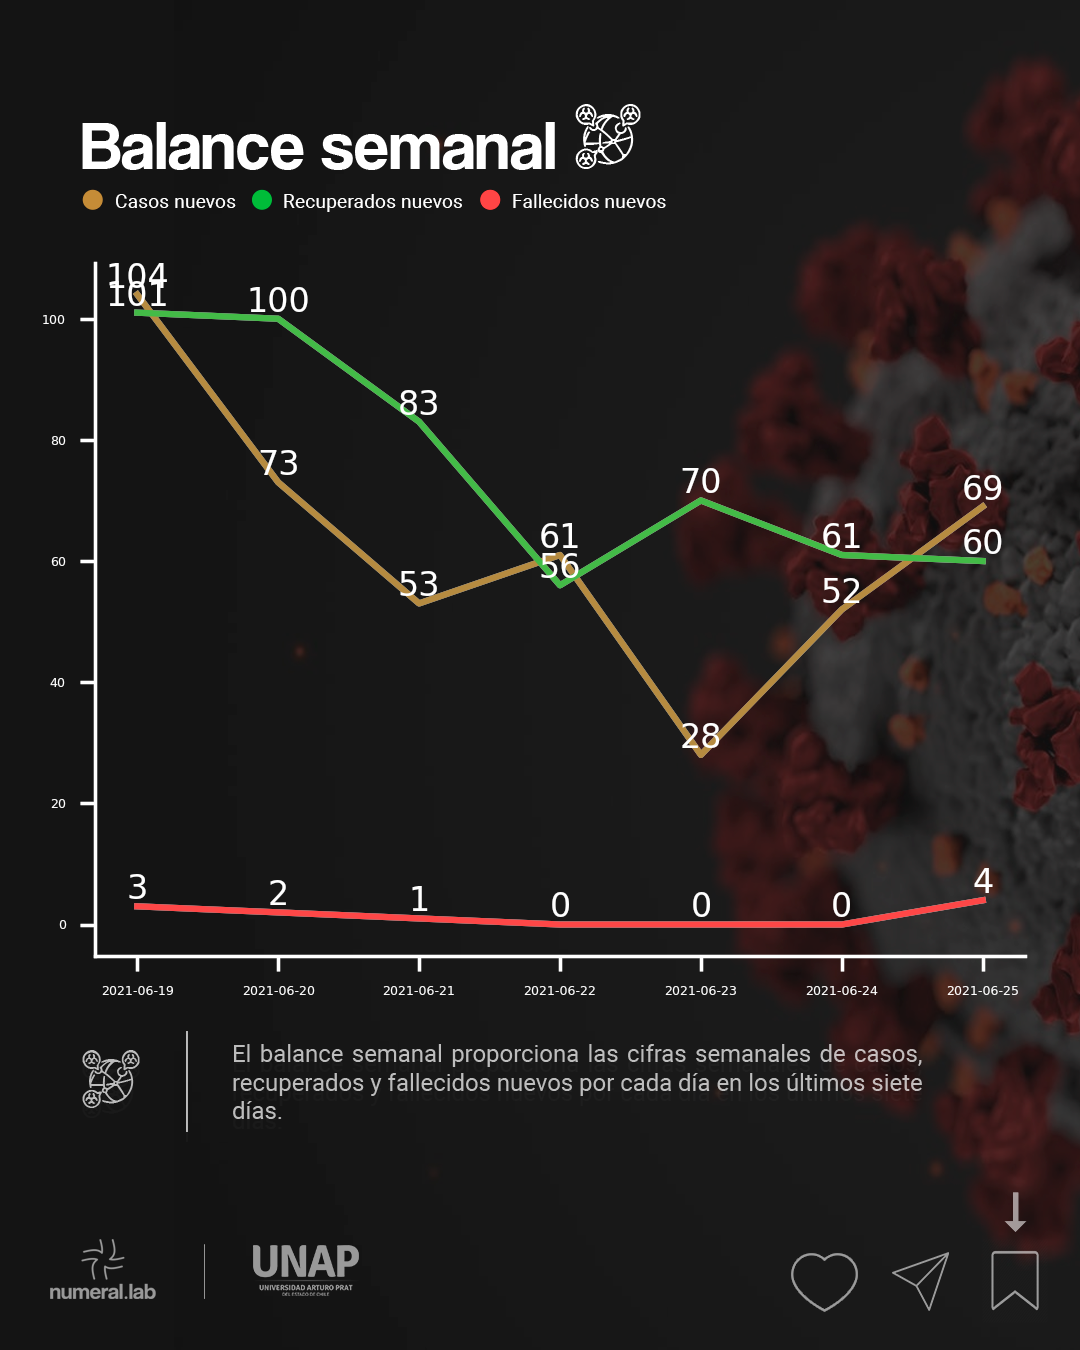 Balance semanal
Casos nuevos Recuperados nuevos Fallecidos nuevos
104
101
100
83
73
53
61
56
70
28
61
52
69
60
3 2 1 0 0 0 4
100
80
60
40
20
0
2021-06-19 2021-06-20 2021-06-21 2021-06-22 2021-06-23 2021-06-24 2021-06-25
El balance semanal proporciona las cifras semanales de casos,
recuperados y fallecidos nuevos por cada día en los últimos siete
días.
numeral.lab
UNAP
UNIVERSIDAD ARTURO PRAT
DEL ESTADO DE CHILE